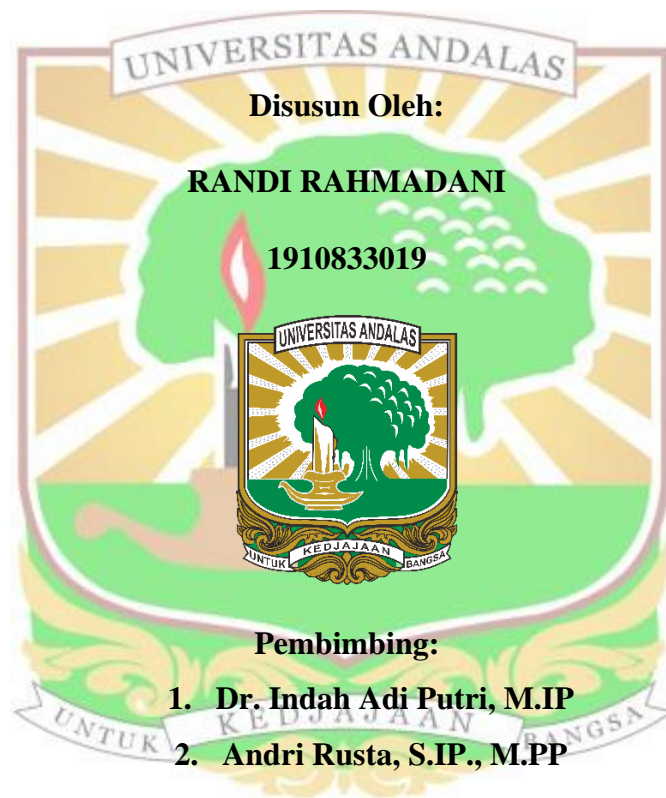 UNIVERSITAS ANDALAS
Disusun Oleh:
RANDI RAHMADANI
1910833019
UNIVERSITAS ANDALAS
UNTUK KEDJAJAAN BANGSA
Pembimbing:
1. Dr. Indah Adi Putri, M.IP
UNTUK KEDJAJAAN BANGSA
2. Andri Rusta, S.IP., M.PP